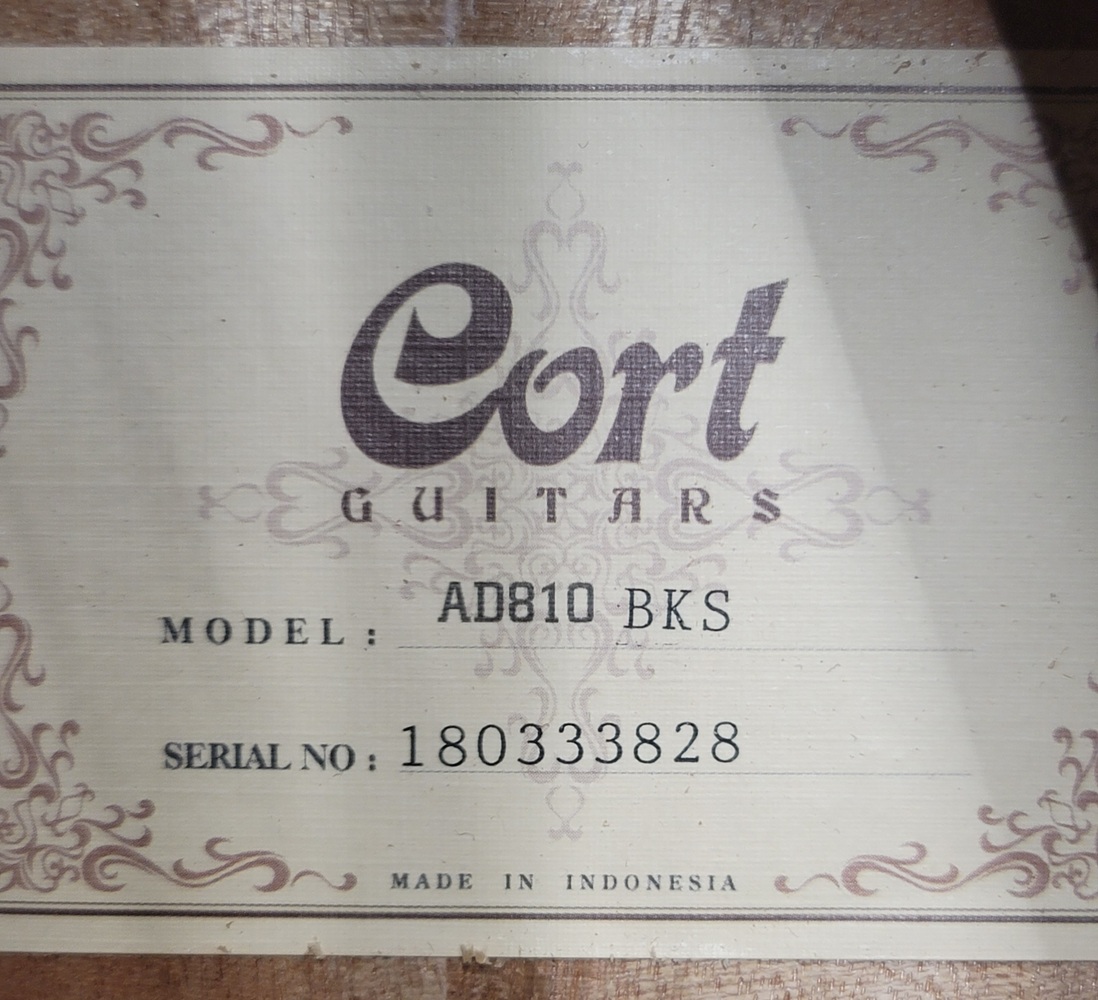 Cort
GUITARS
MODEL: AD810 BKS
SERIAL NO: 180333828
MADE IN INDONESIA